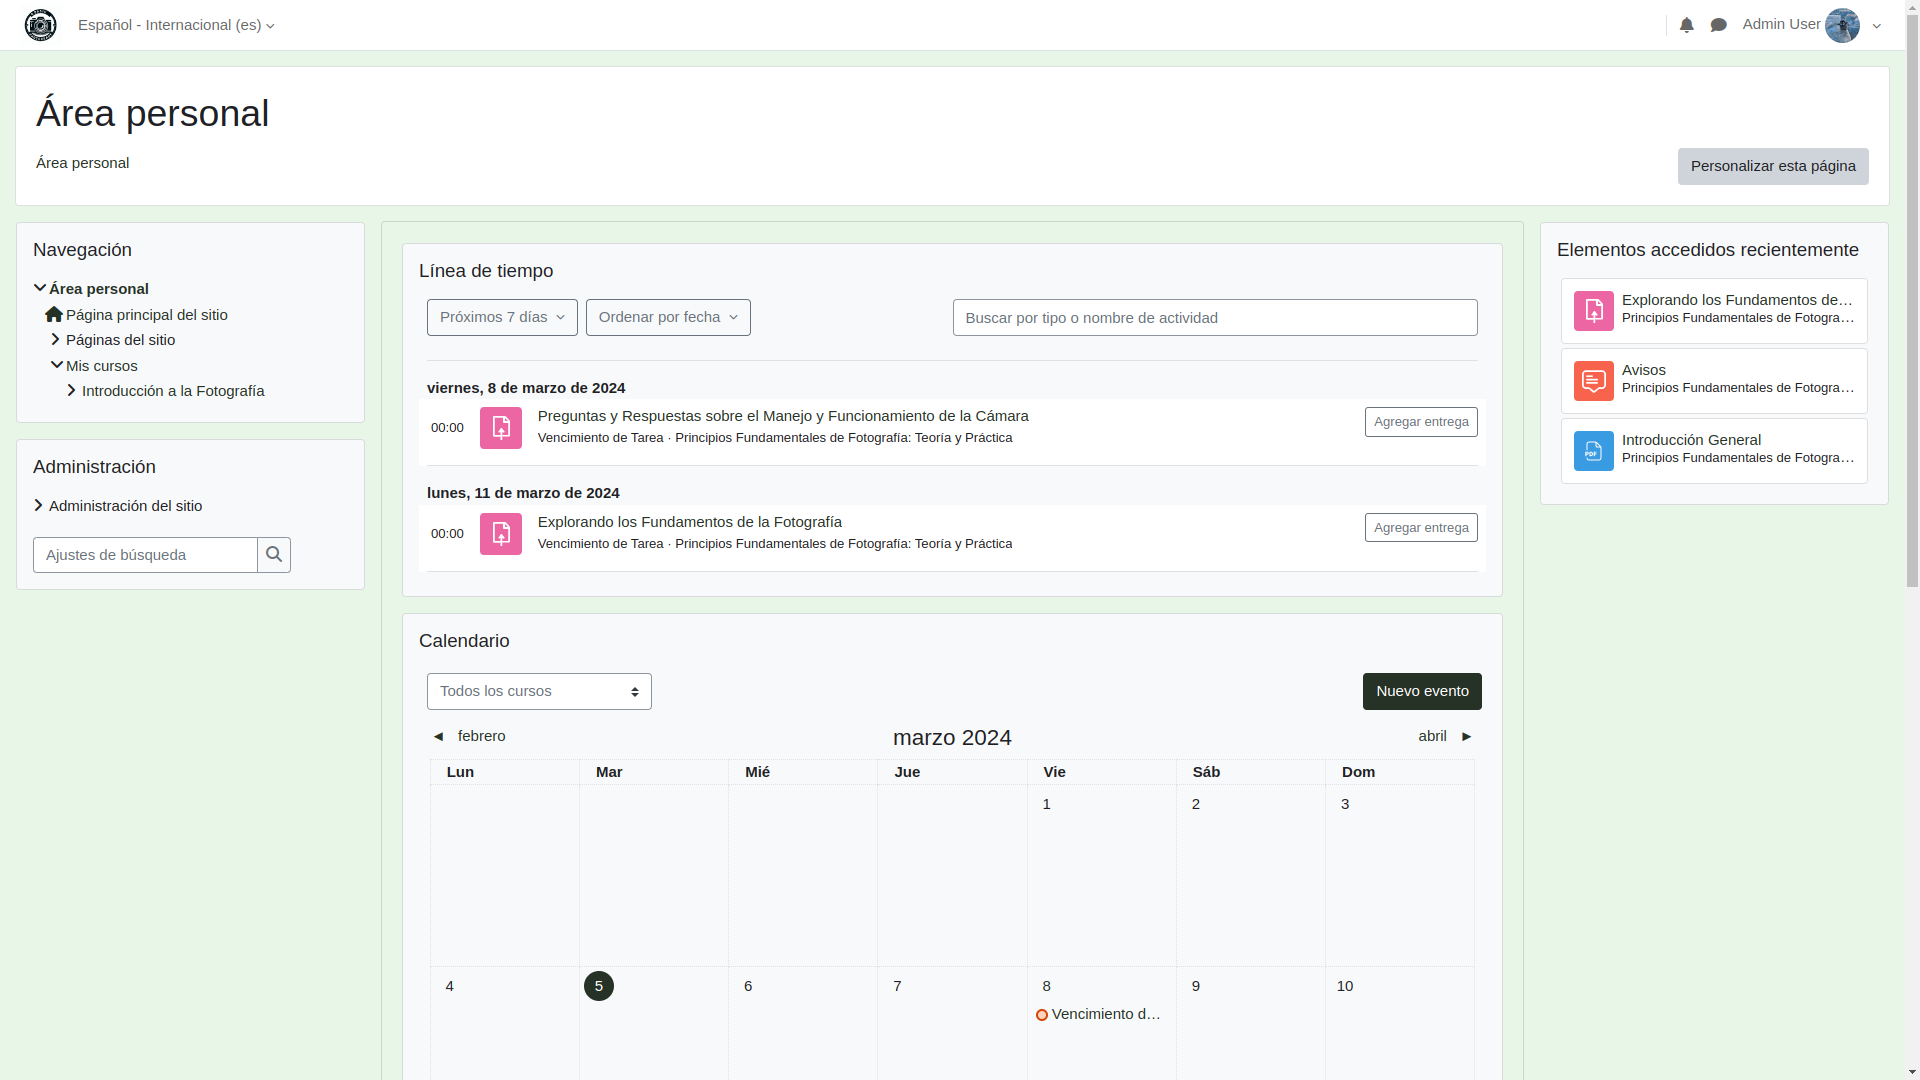 Español - Internacional (es)
Admin User
Área personal
Área personal
Personalizar esta página
Navegación
Área personal
Página principal del sitio
Páginas del sitio
Mis cursos
Introducción a la Fotografía
Administración
Administración del sitio
Ajustes de búsqueda
Línea de tiempo
Próximos 7 días
Ordenar por fecha
Buscar por tipo o nombre de actividad
viernes, 8 de marzo de 2024
00:00
Preguntas y Respuestas sobre el Manejo y Funcionamiento de la Cámara
Vencimiento de Tarea · Principios Fundamentales de Fotografía: Teoría y Práctica
Agregar entrega
lunes, 11 de marzo de 2024
00:00
Explorando los Fundamentos de la Fotografía
Vencimiento de Tarea · Principios Fundamentales de Fotografía: Teoría y Práctica
Agregar entrega
Calendario
Todos los cursos
Nuevo evento
◄ febrero
marzo 2024
abril ►
Lun Mar Mié Jue Vie Sáb Dom
1 2 3
4 5 6 7 8 9 10
Vencimiento d...
Elementos accedidos recientemente
Explorando los Fundamentos de...
Principios Fundamentales de Fotogra...
Avisos
Principios Fundamentales de Fotogra...
PDF
Introducción General
Principios Fundamentales de Fotogra...